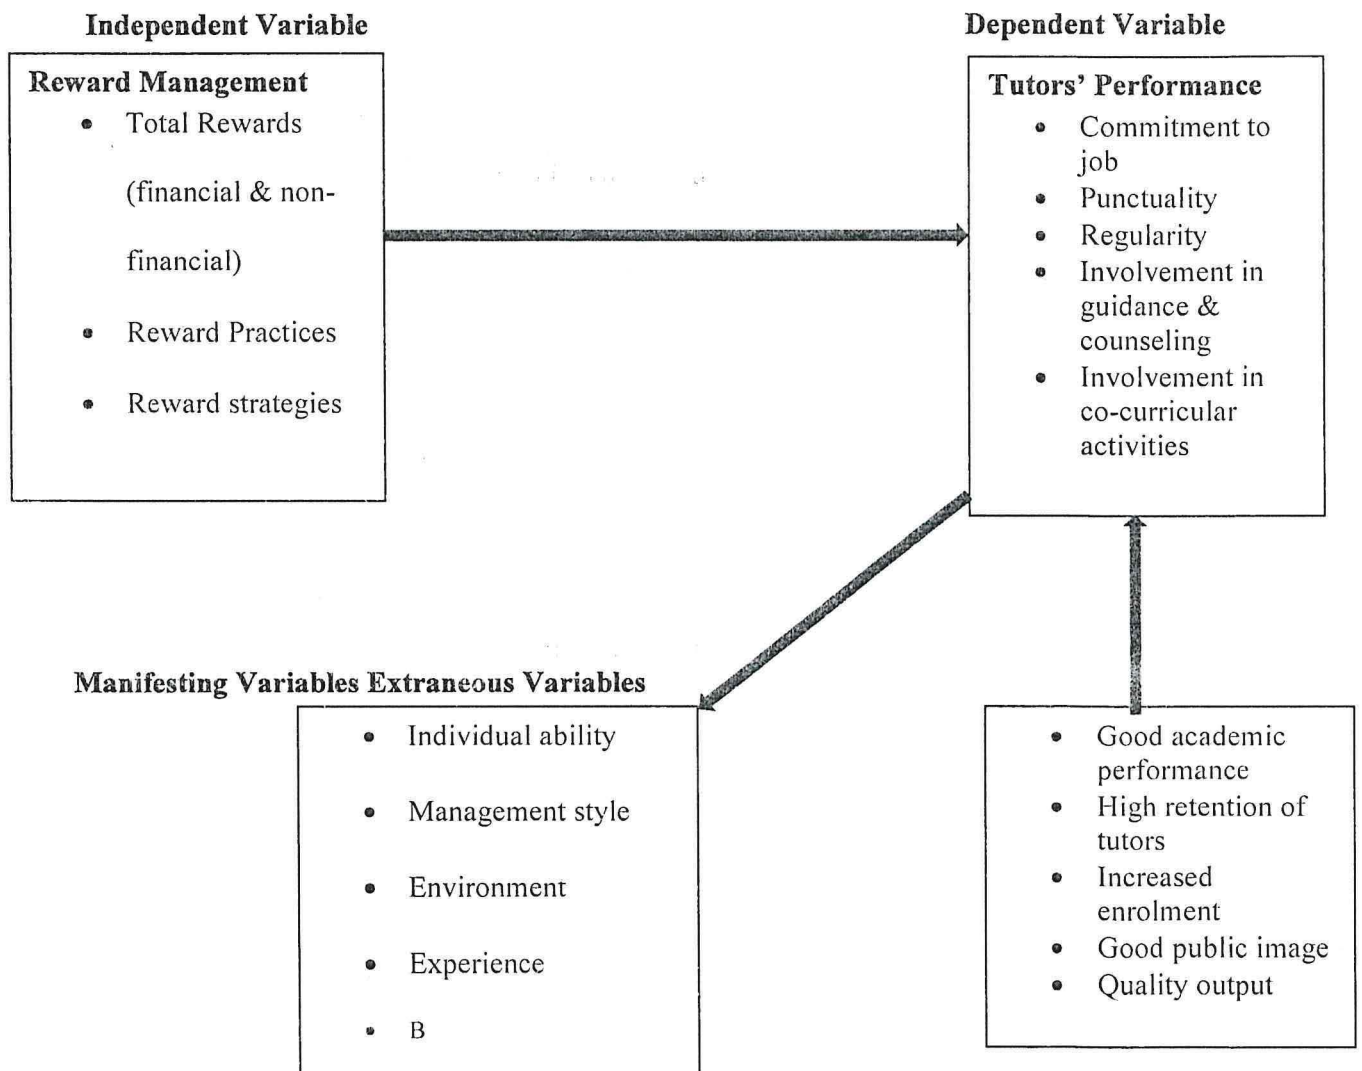 Independent Variable
Dependent Variable
Reward Management
• Total Rewards
(financial & non-
financial)
• Reward Practices
• Reward strategies
Tutors' Performance
• Commitment to
job
• Punctuality
• Regularity
• Involvement in
guidance &
counseling
• Involvement in
co-curricular
activities
Manifesting Variables Extraneous Variables
• Individual ability
• Management style
• Environment
• Experience
• B
• Good academic
performance
• High retention of
tutors
• Increased
enrolment
• Good public image
• Quality output